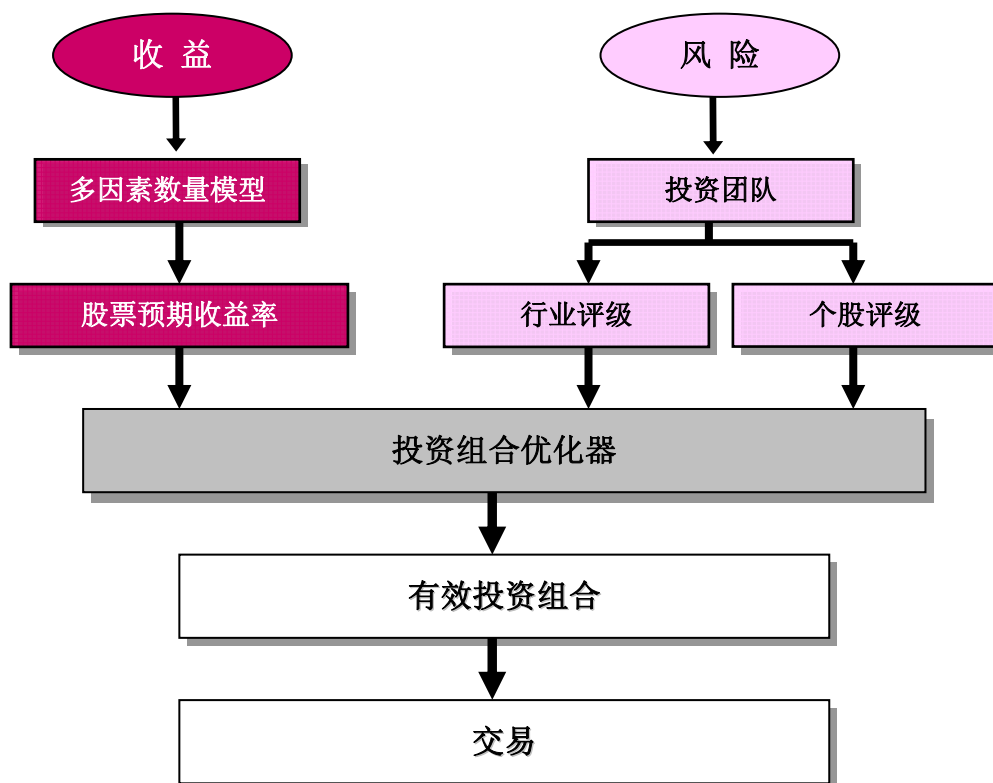 收 益
风 险
多因素数量模型
投资团队
股票预期收益率
行业评级
个股评级
投资组合优化器
有效投资组合
交易